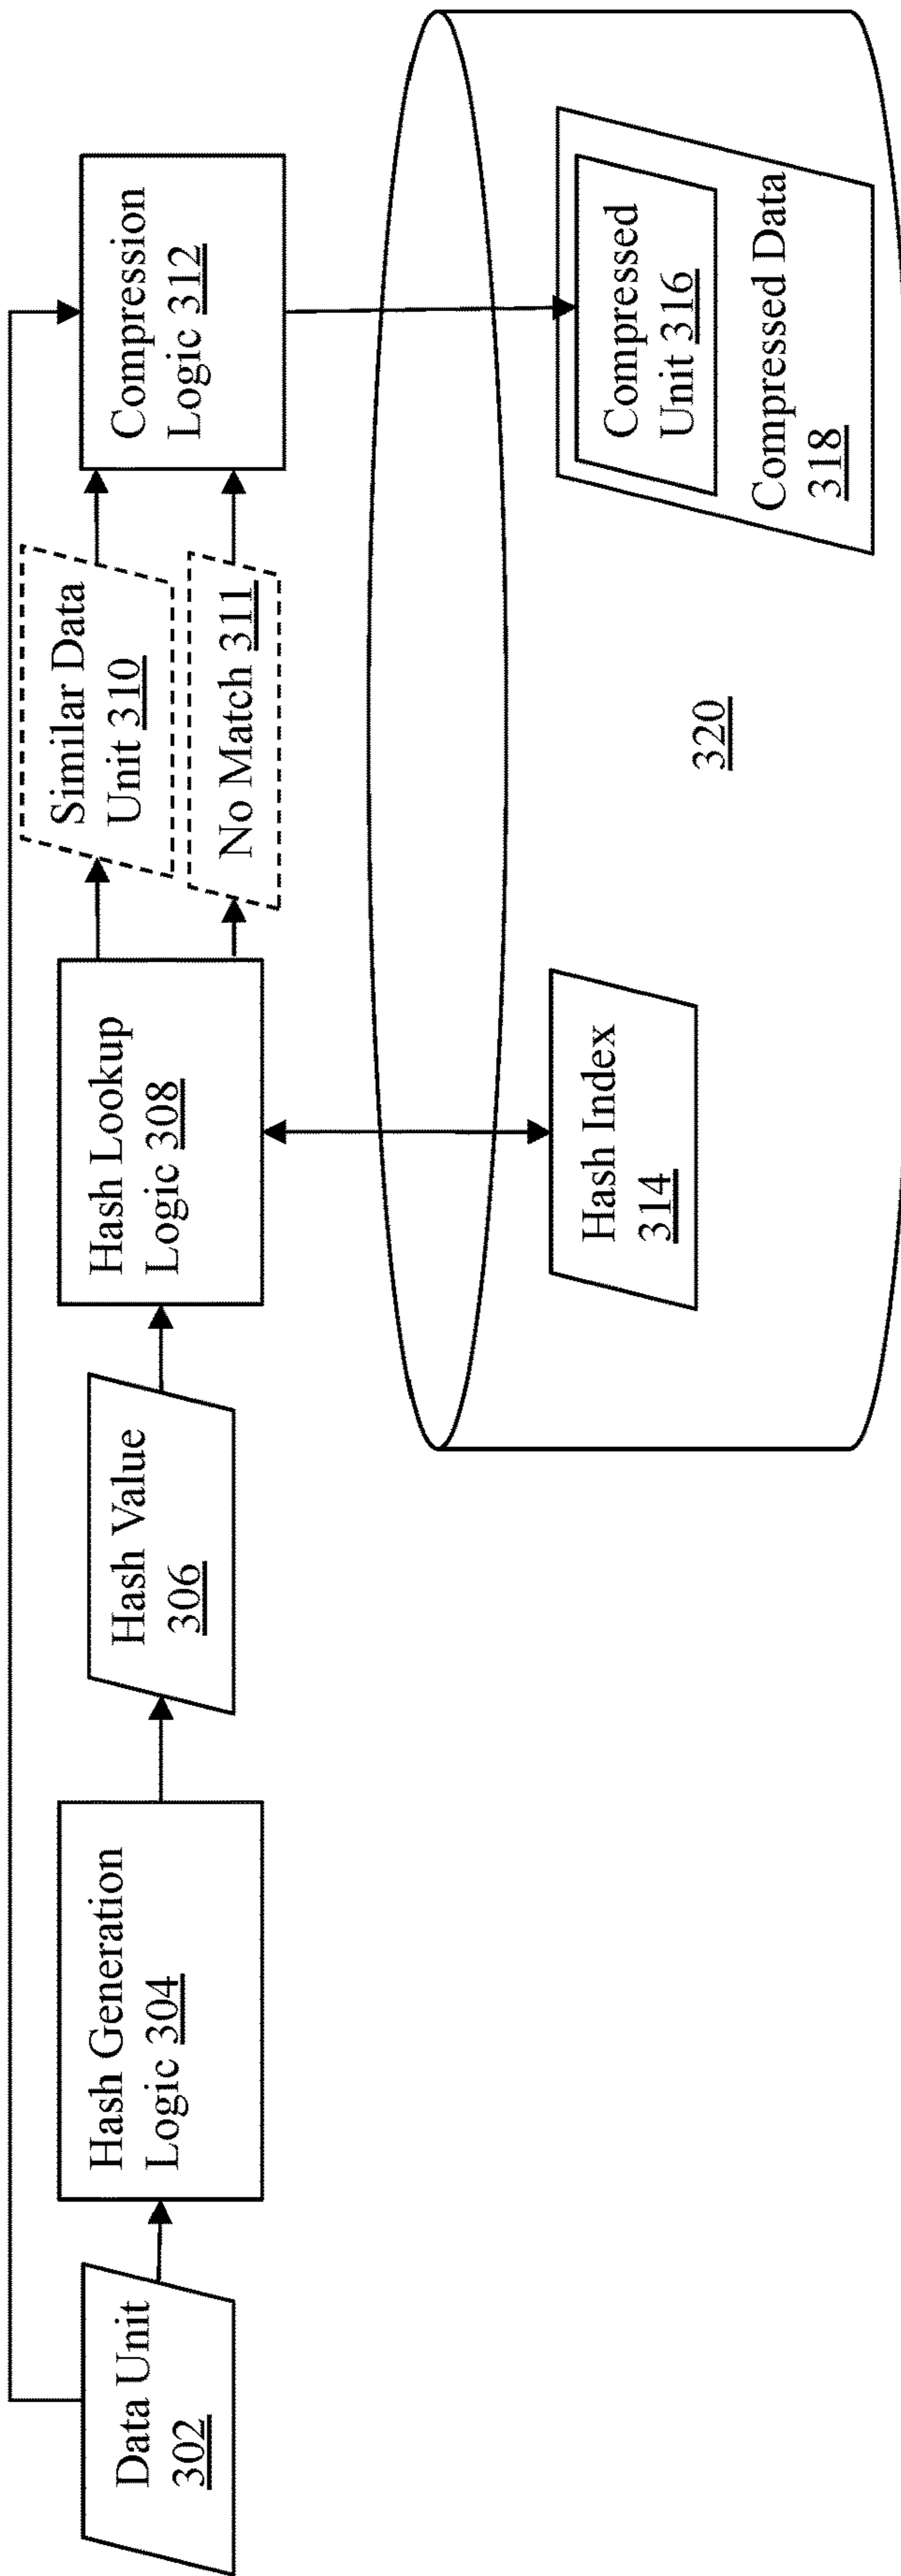 Data Unit
302
Hash Generation
Logic 304
Hash Value
306
Hash Lookup
Logic 308
Similar Data
Unit 310
No Match 311
Compression
Logic 312
Hash Index
314
320
Compressed
Unit 316
Compressed Data
318